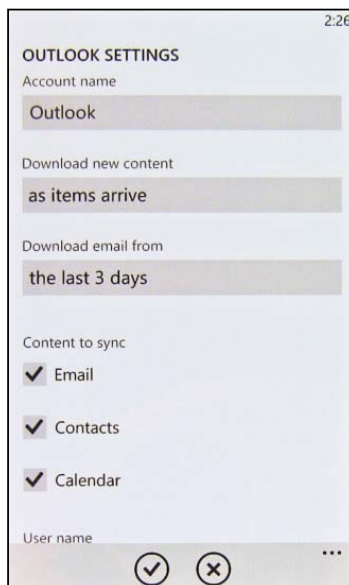 2:26
OUTLOOK SETTINGS
Account name
Outlook
Download new content
as items arrive
Download email from
the last 3 days
Content to sync
Email
Contacts
Calendar
User name